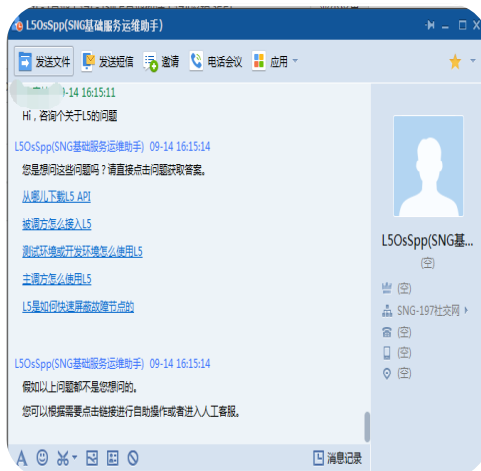 L5OsSpp(SNG基础服务运维助手)
发送文件 发送短信 邀请 电话会议 应用
)-14 16:15:11
Hi，咨询个关于L5的问题
L5OsSpp(SNG基础服务运维助手) 09-14 16:15:14
您是想问这些问题吗？请直接点击问题获取答案。
从哪儿下载L5 API
被调方怎么接入L5
测试环境或开发环境怎么使用L5
主调方怎么使用L5
L5是如何快速屏蔽故障节点的
L5OsSpp(SNG基础服务运维助手) 09-14 16:15:14
假如以上问题都不是您想问的。
您可以根据需要点击链接进行自助操作或者进入人工客服。
消息记录
L5OsSpp(SNG基...
(空)
(空)
SNG-197社交网
(空)
(空)
(空)